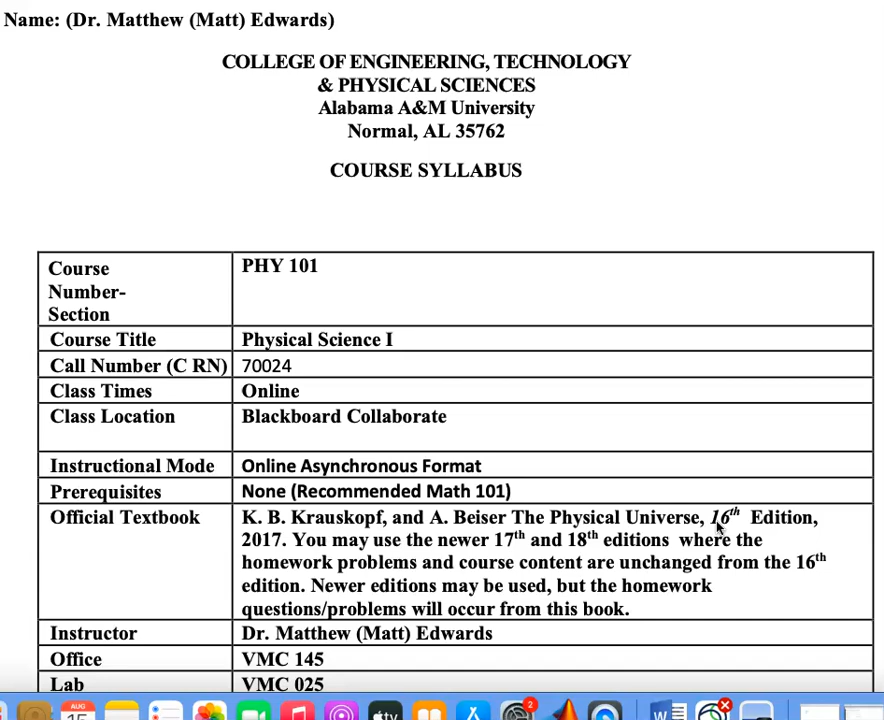 Name: (Dr. Matthew (Matt) Edwards)
COLLEGE OF ENGINEERING, TECHNOLOGY
& PHYSICAL SCIENCES
Alabama A&M University
Normal, AL 35762
COURSE SYLLABUS
Course
Number-
Section
PHY 101
Course Title
Physical Science I
Call Number (C RN)
70024
Class Times
Online
Class Location
Blackboard Collaborate
Instructional Mode
Online Asynchronous Format
Prerequisites
None (Recommended Math 101)
Official Textbook
K. B. Krauskopf, and A. Beiser The Physical Universe, 16th Edition,
2017. You may use the newer 17th and 18th editions where the
homework problems and course content are unchanged from the 16th
edition. Newer editions may be used, but the homework
questions/problems will occur from this book.
Instructor
Dr. Matthew (Matt) Edwards
Office
VMC 145
Lab
VMC 025
AUG
2
tv
W